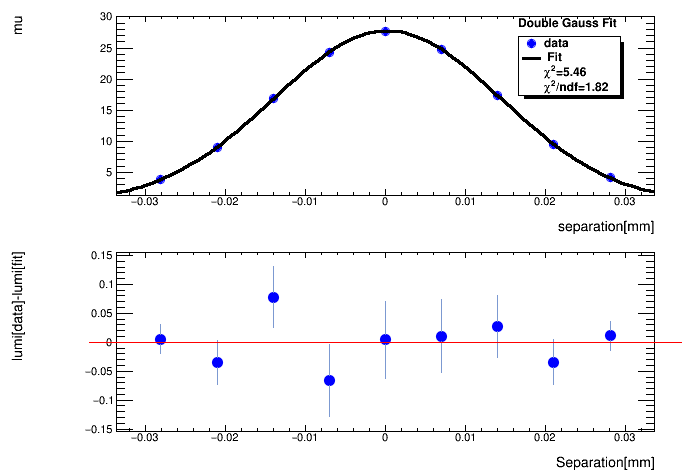 mu
30
25
20
15
10
5
Double Gauss Fit
data
Fit
χ²=5.46
χ²/ndf=1.82
−0.03 −0.02 −0.01 0 0.01 0.02 0.03
separation[mm]
lumi[data]-lumi[fit]
0.15
0.1
0.05
0
−0.05
−0.1
−0.15
−0.03 −0.02 −0.01 0 0.01 0.02 0.03
Separation[mm]